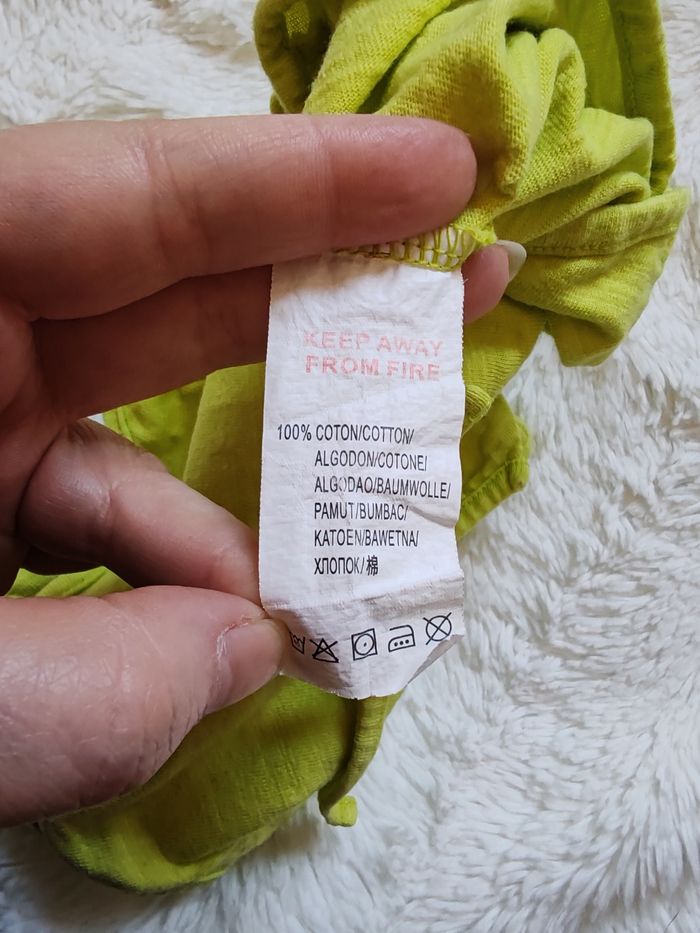 KEEP AWAY
FROM FIRE
100% COTON/COTTON/
ALGODON/COTONE/
ALGODAO/BAUMWOLLE/
PAMUT/BUMBAC/
KATOEN/BAWETNA/
ХЛОПОК/棉